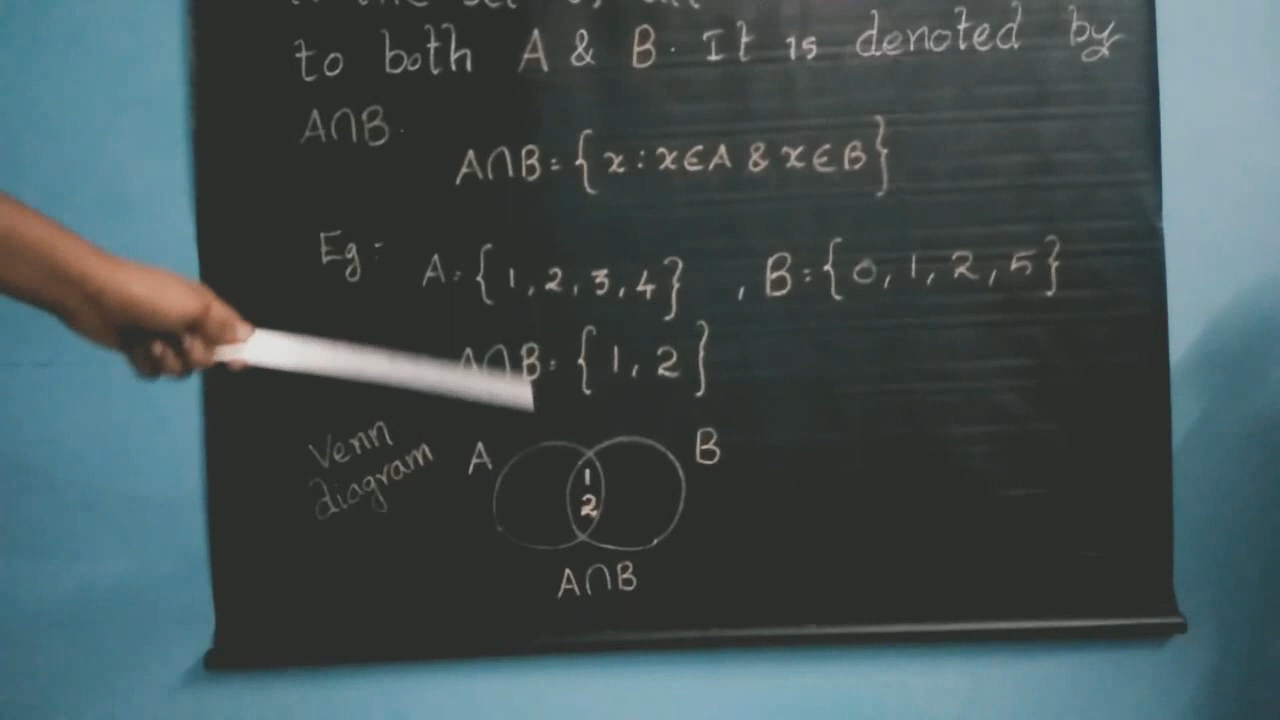 to both A & B. It is denoted by
A∩B.
A∩B = {x : x∈A & x∈B}
Eg:- A = {1, 2, 3, 4} , B = {0, 1, 2, 5}
A∩B = {1, 2}
Venn diagram
A B
1
2
A∩B